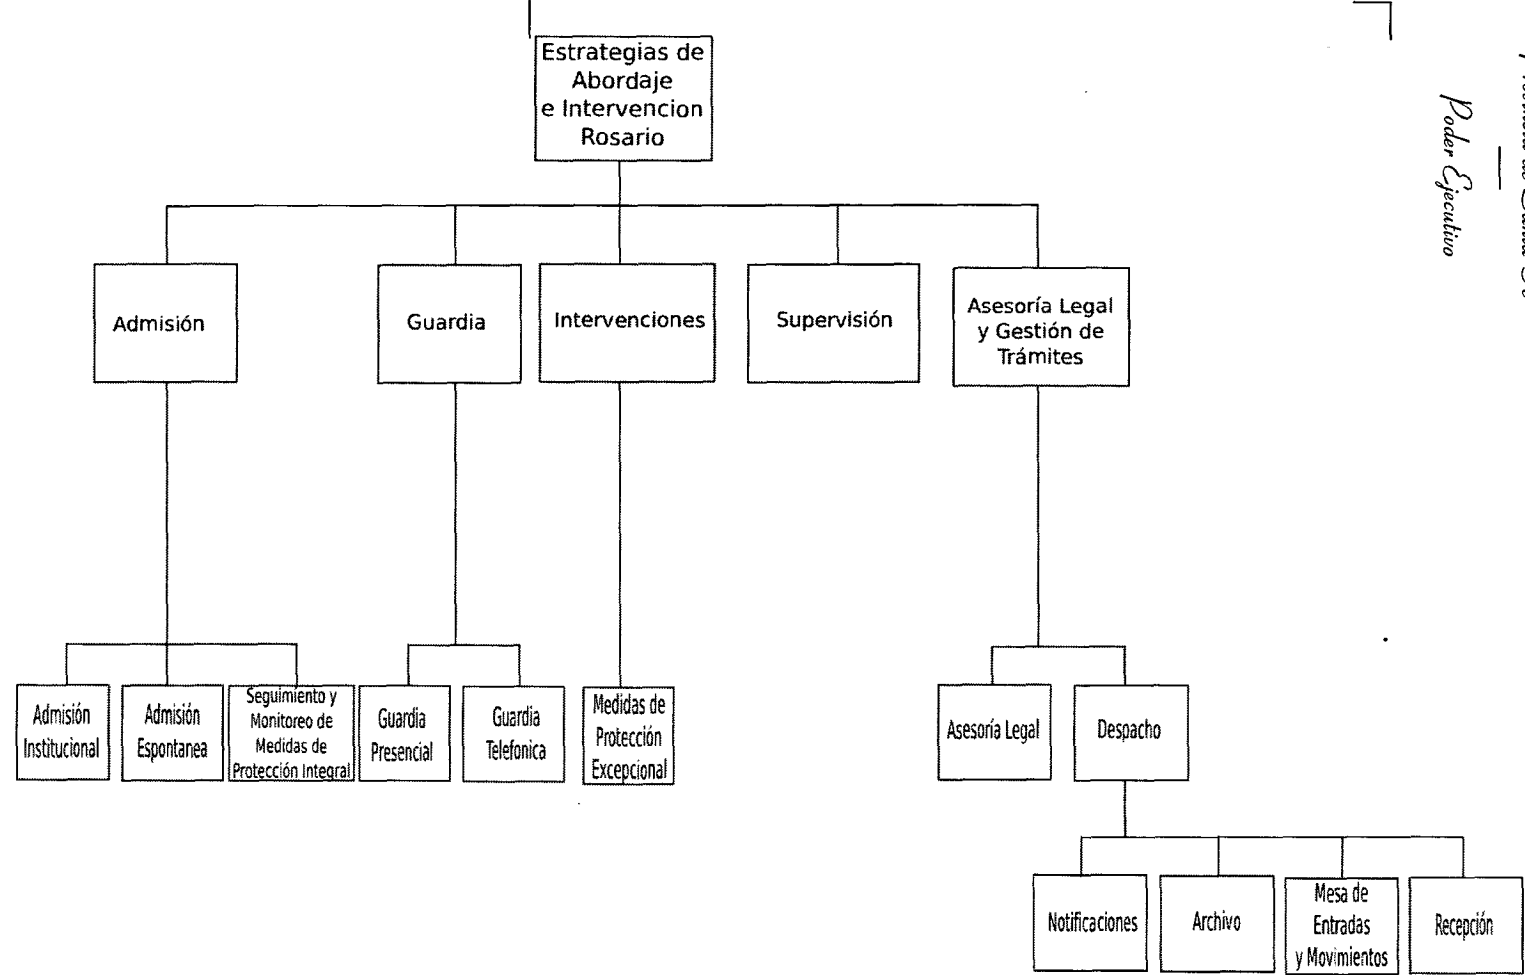 Estrategias de
Abordaje
e Intervencion
Rosario
Admisión
Guardia
Intervenciones
Supervisión
Asesoría Legal
y Gestión de
Trámites
Admisión
Institucional
Admisión
Espontanea
Seguimiento y
Monitoreo de
Medidas de
Protección Integral
Guardia
Presencial
Guardia
Telefonica
Medidas de
Protección
Excepcional
Asesoría Legal
Despacho
Notificaciones
Archivo
Mesa de
Entradas
y Movimientos
Recepción
Poder Ejecutivo